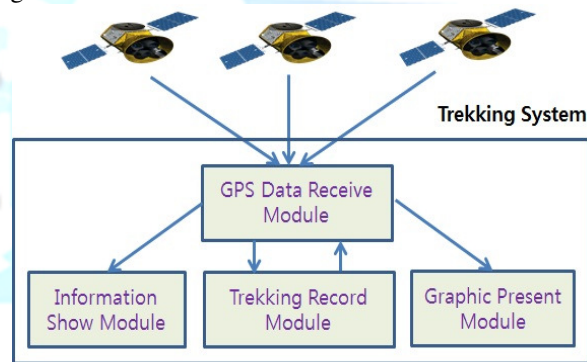 Trekking System
GPS Data Receive
Module
Information
Show Module
Trekking Record
Module
Graphic Present
Module